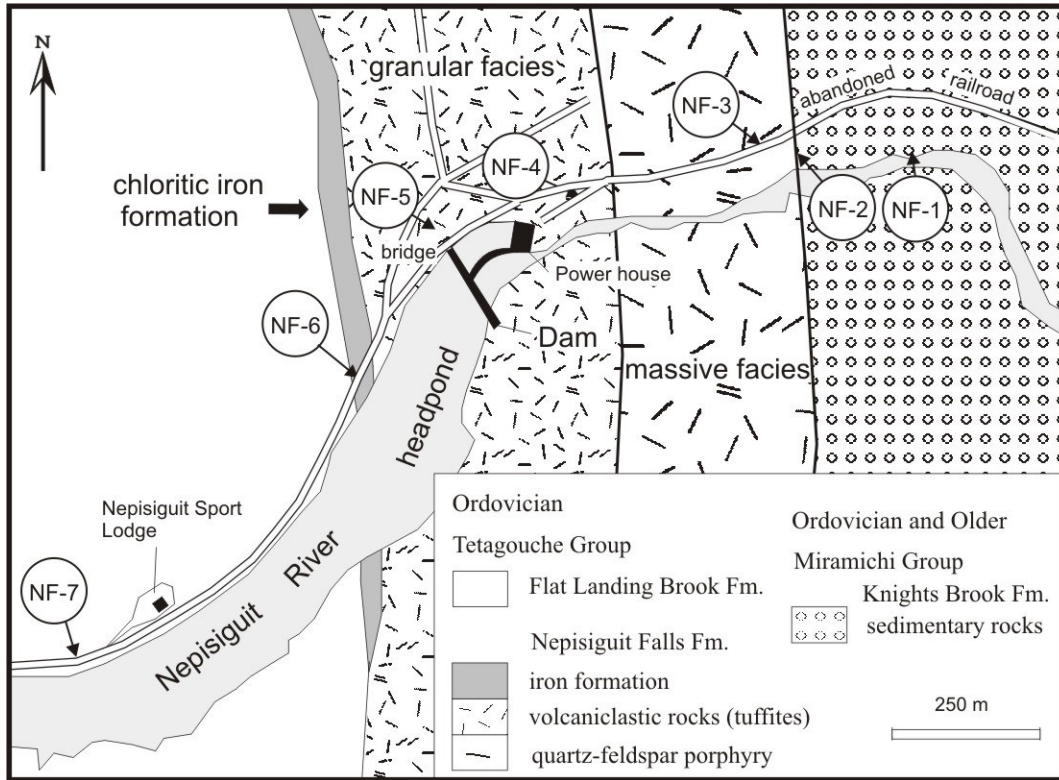 N
granular facies
abandoned
railroad
NF-3
NF-4
chloritic iron
formation
NF-5
NF-2
NF-1
bridge
Power house
NF-6
Dam
massive facies
headpond
Nepisiguit Sport
Lodge
Nepisiguit River
NF-7
Ordovician
Tetagouche Group
Flat Landing Brook Fm.
Nepisiguit Falls Fm.
iron formation
volcaniclastic rocks (tuffites)
quartz-feldspar porphyry
Ordovician and Older
Miramichi Group
Knights Brook Fm.
sedimentary rocks
250 m